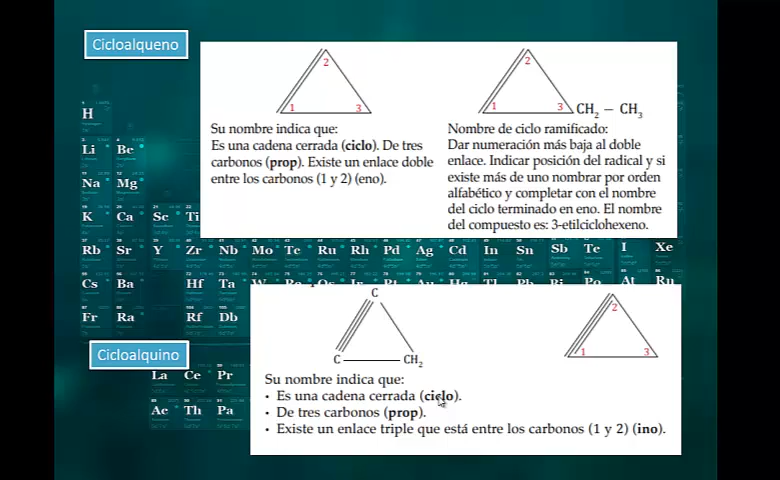 Cicloalqueno
2
1
3
Su nombre indica que:
Es una cadena cerrada (ciclo). De tres
carbonos (prop). Existe un enlace doble
entre los carbonos (1 y 2) (eno).
2
1
3
CH2 – CH3
Nombre de ciclo ramificado:
Dar numeración más baja al doble
enlace. Indicar posición del radical y si
existe más de uno nombrar por orden
alfabético y completar con el nombre
del ciclo terminado en eno. El nombre
del compuesto es: 3-etilciclohexeno.
H
Li Be
Na Mg
K Ca Sc Ti
Rb Sr Y Zr Nb Mo Te Ru Rh Pd Ag Cd In Sn Sb Te I Xe
Cs Ba Hf Ta
At Rn
Fr Ra Rf Db
La Ce Pr
Ac Th Pa
Cicloalquino
C
C
CH2
2
1
3
Su nombre indica que:
• Es una cadena cerrada (ciclo).
• De tres carbonos (prop).
• Existe un enlace triple que está entre los carbonos (1 y 2) (ino).